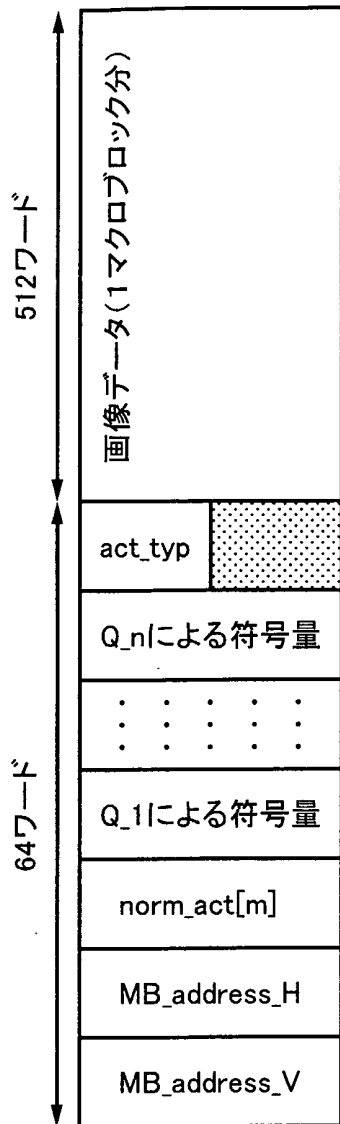 512ワード
画像データ(1マクロブロック分)
64ワード
act_typ
Q_nによる符号量
Q_1による符号量
norm_act[m]
MB_address_H
MB_address_V